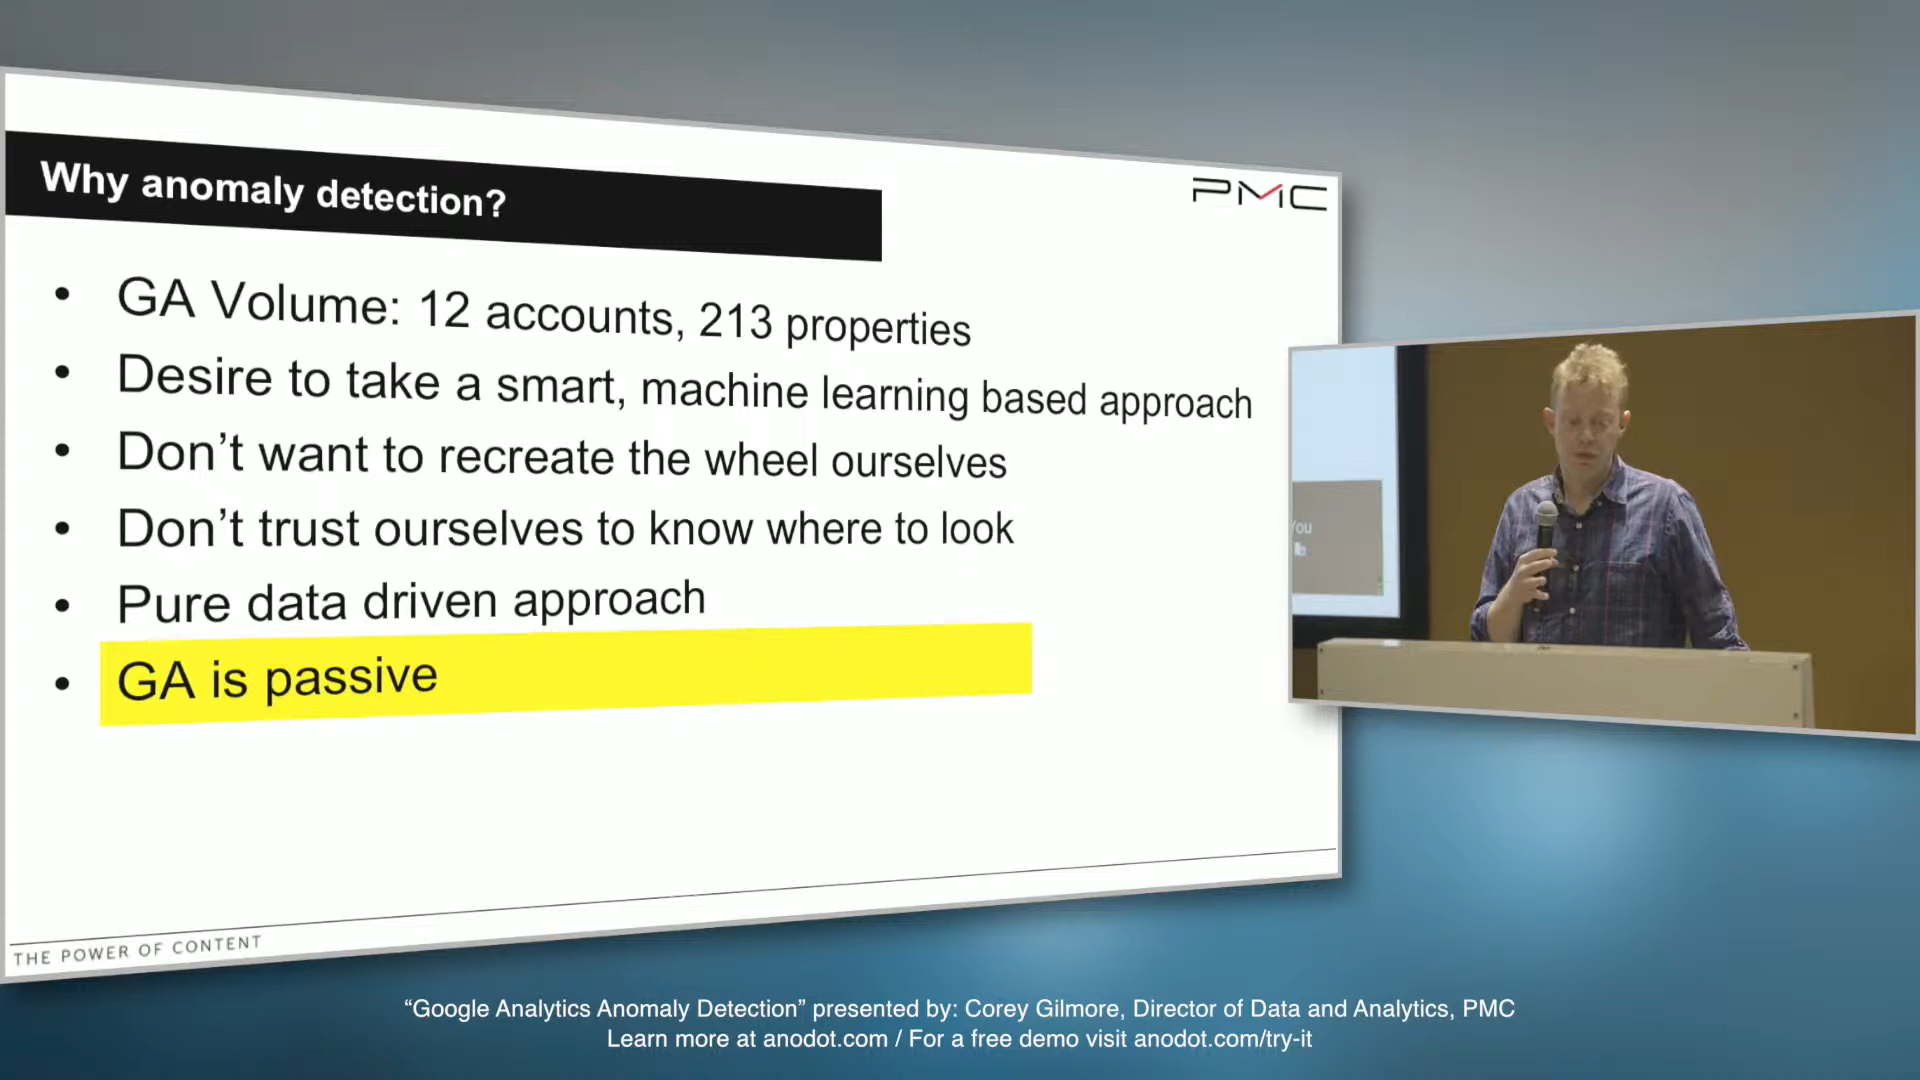 Why anomaly detection?
PMC
• GA Volume: 12 accounts, 213 properties
• Desire to take a smart, machine learning based approach
• Don’t want to recreate the wheel ourselves
• Don’t trust ourselves to know where to look
• Pure data driven approach
• GA is passive
You
THE POWER OF CONTENT
“Google Analytics Anomaly Detection” presented by: Corey Gilmore, Director of Data and Analytics, PMC
Learn more at anodot.com / For a free demo visit anodot.com/try-it